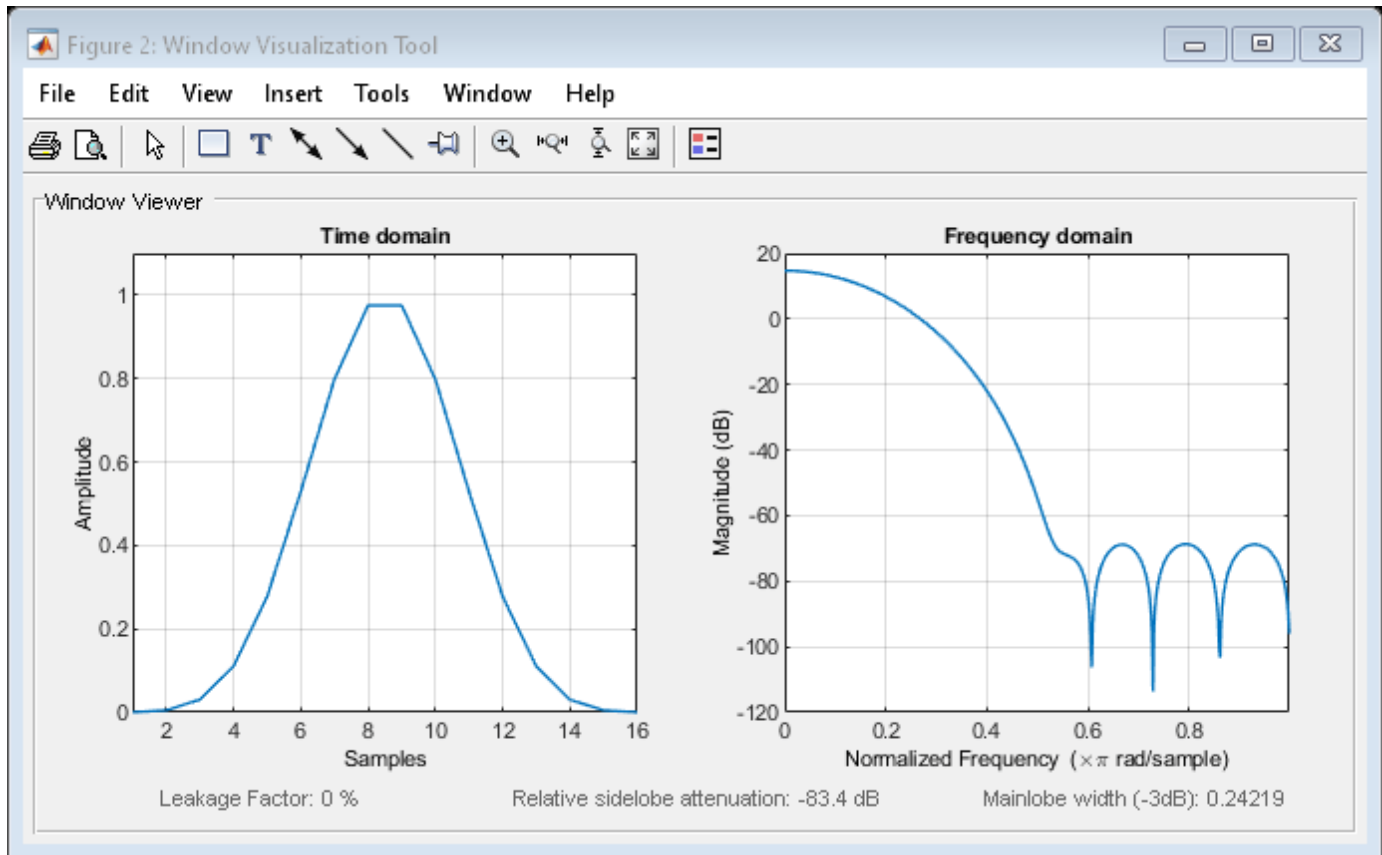 Figure 2: Window Visualization Tool
File Edit View Insert Tools Window Help
T
Window Viewer
Time domain
1
0.8
0.6
0.4
0.2
0
2 4 6 8 10 12 14 16
Amplitude
Samples
Frequency domain
20
0
-20
-40
-60
-80
-100
-120
0 0.2 0.4 0.6 0.8
Magnitude (dB)
Normalized Frequency (×π rad/sample)
Leakage Factor: 0 % Relative sidelobe attenuation: -83.4 dB Mainlobe width (-3dB): 0.24219